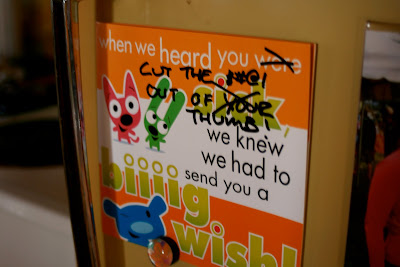 when we heard you were
CUT THE
sick,
OUT OF YOUR
THUMB!
we knew
we had to
send you a
biiiig
wish!